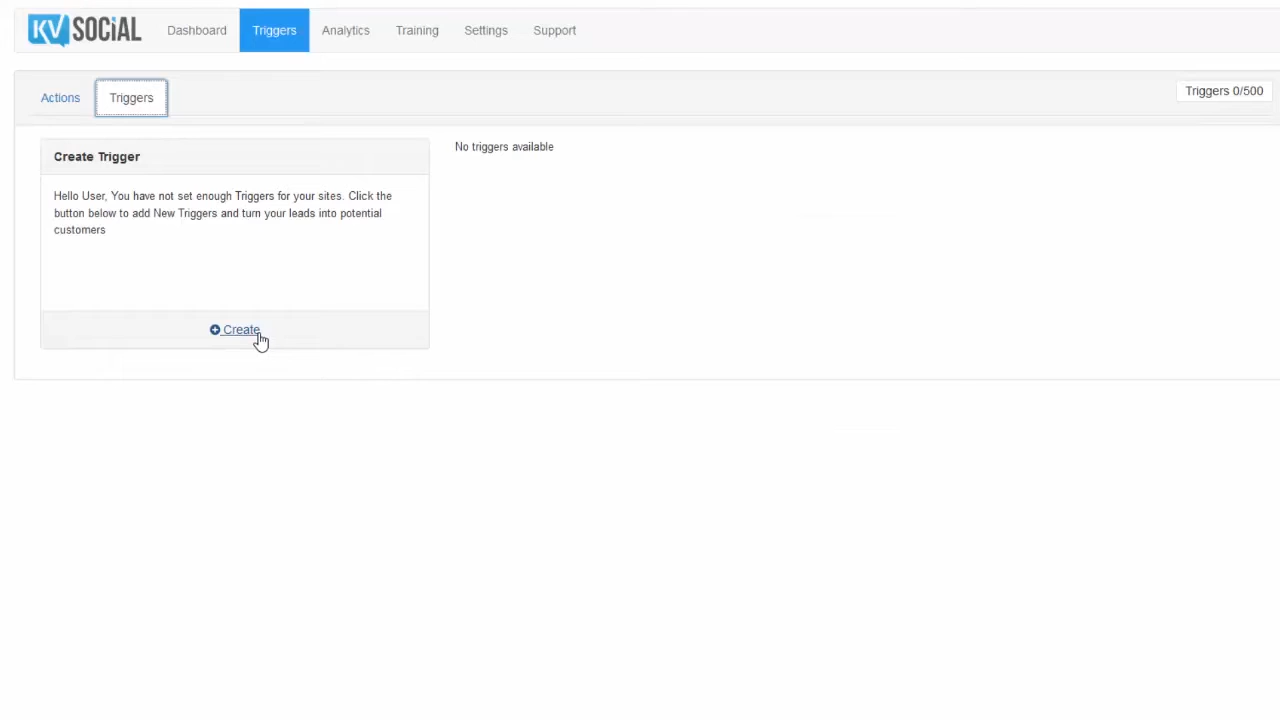 KV SOCIAL Dashboard Triggers Analytics Training Settings Support
Actions Triggers Triggers 0/500
Create Trigger
No triggers available
Hello User, You have not set enough Triggers for your sites. Click the
button below to add New Triggers and turn your leads into potential
customers
Create